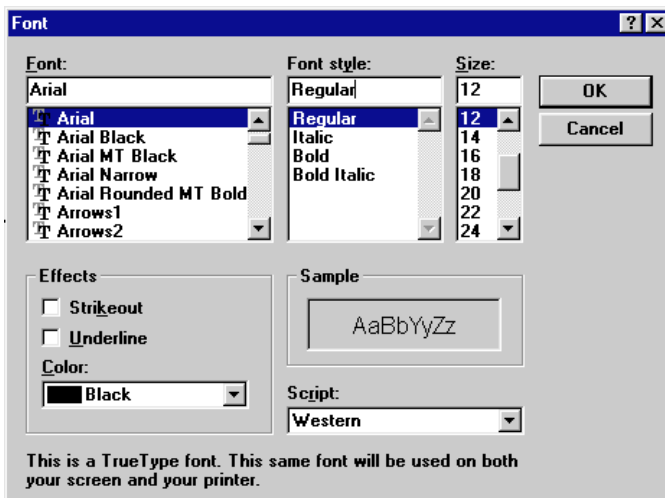 Font
Font:
Arial
Arial
Arial Black
Arial MT Black
Arial Narrow
Arial Rounded MT Bold
Arrows1
Arrows2
Font style:
Regular
Regular
Italic
Bold
Bold Italic
Size:
12
12
14
16
18
20
22
24
OK
Cancel
Effects
Strikeout
Underline
Color:
Black
Sample
AaBbYyZz
Script:
Western
This is a TrueType font. This same font will be used on both
your screen and your printer.